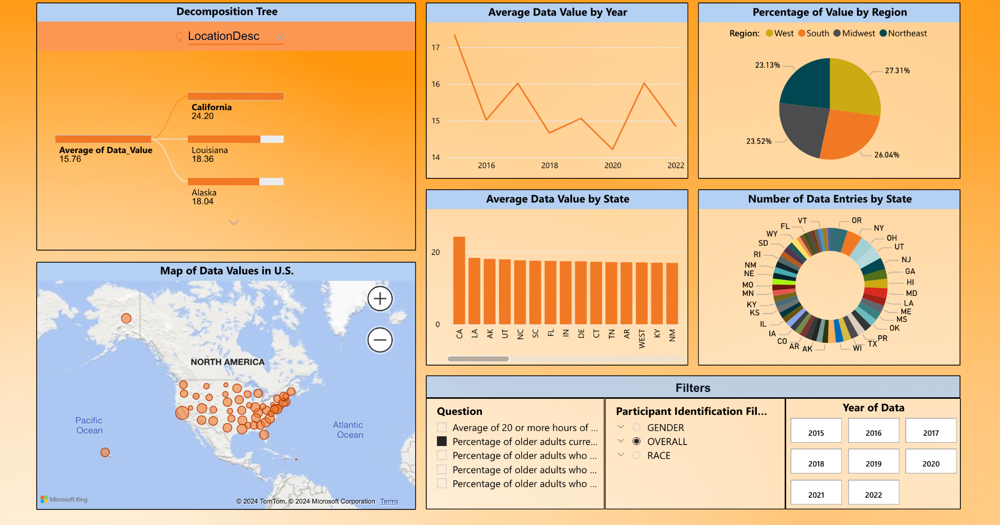 Decomposition Tree
LocationDesc
California
24.20
Average of Data_Value
15.76
Louisiana
18.36
Alaska
18.04
Average Data Value by Year
17
16
15
14
2016 2018 2020 2022
Percentage of Value by Region
Region: West South Midwest Northeast
23.13%
27.31%
23.52%
26.04%
Map of Data Values in U.S.
NORTH AMERICA
Pacific
Ocean
Atlantic
Ocean
Microsoft Bing
© 2024 TomTom, © 2024 Microsoft Corporation Terms
Average Data Value by State
20
0
CA LA AK UT NC SC FL IN DE CT TN AR WEST KY NM
Number of Data Entries by State
VT
OR
FL
NY
WY
OH
SD
UT
RI
NJ
NM
GA
NE
HI
MO
MD
MN
LA
KY
ME
KS
MS
IL
OK
IA
PR
CO
TX
AR
WI
AK
Filters
Question
Average of 20 or more hours of ...
Percentage of older adults curre...
Percentage of older adults who ...
Percentage of older adults who ...
Percentage of older adults who ...
Participant Identification Fil...
GENDER
OVERALL
RACE
Year of Data
2015 2016 2017
2018 2019 2020
2021 2022